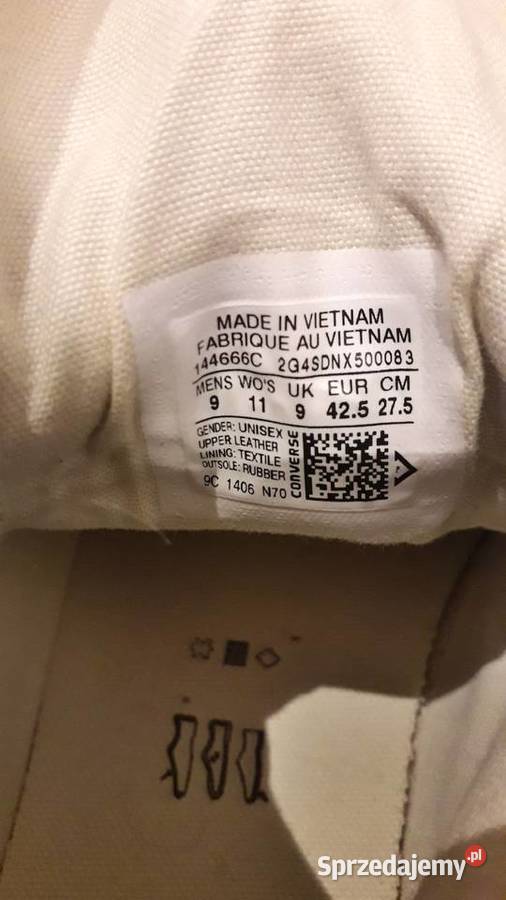 MADE IN VIETNAM
FABRIQUE AU VIETNAM
144666C 2G4SDNX500083
MENS WO'S UK EUR CM
9 11 9 42.5 27.5
GENDER: UNISEX
UPPER: LEATHER
LINING: TEXTILE
OUTSOLE: RUBBER
9C 1406 N70
CONVERSE
Sprzedajemy.pl